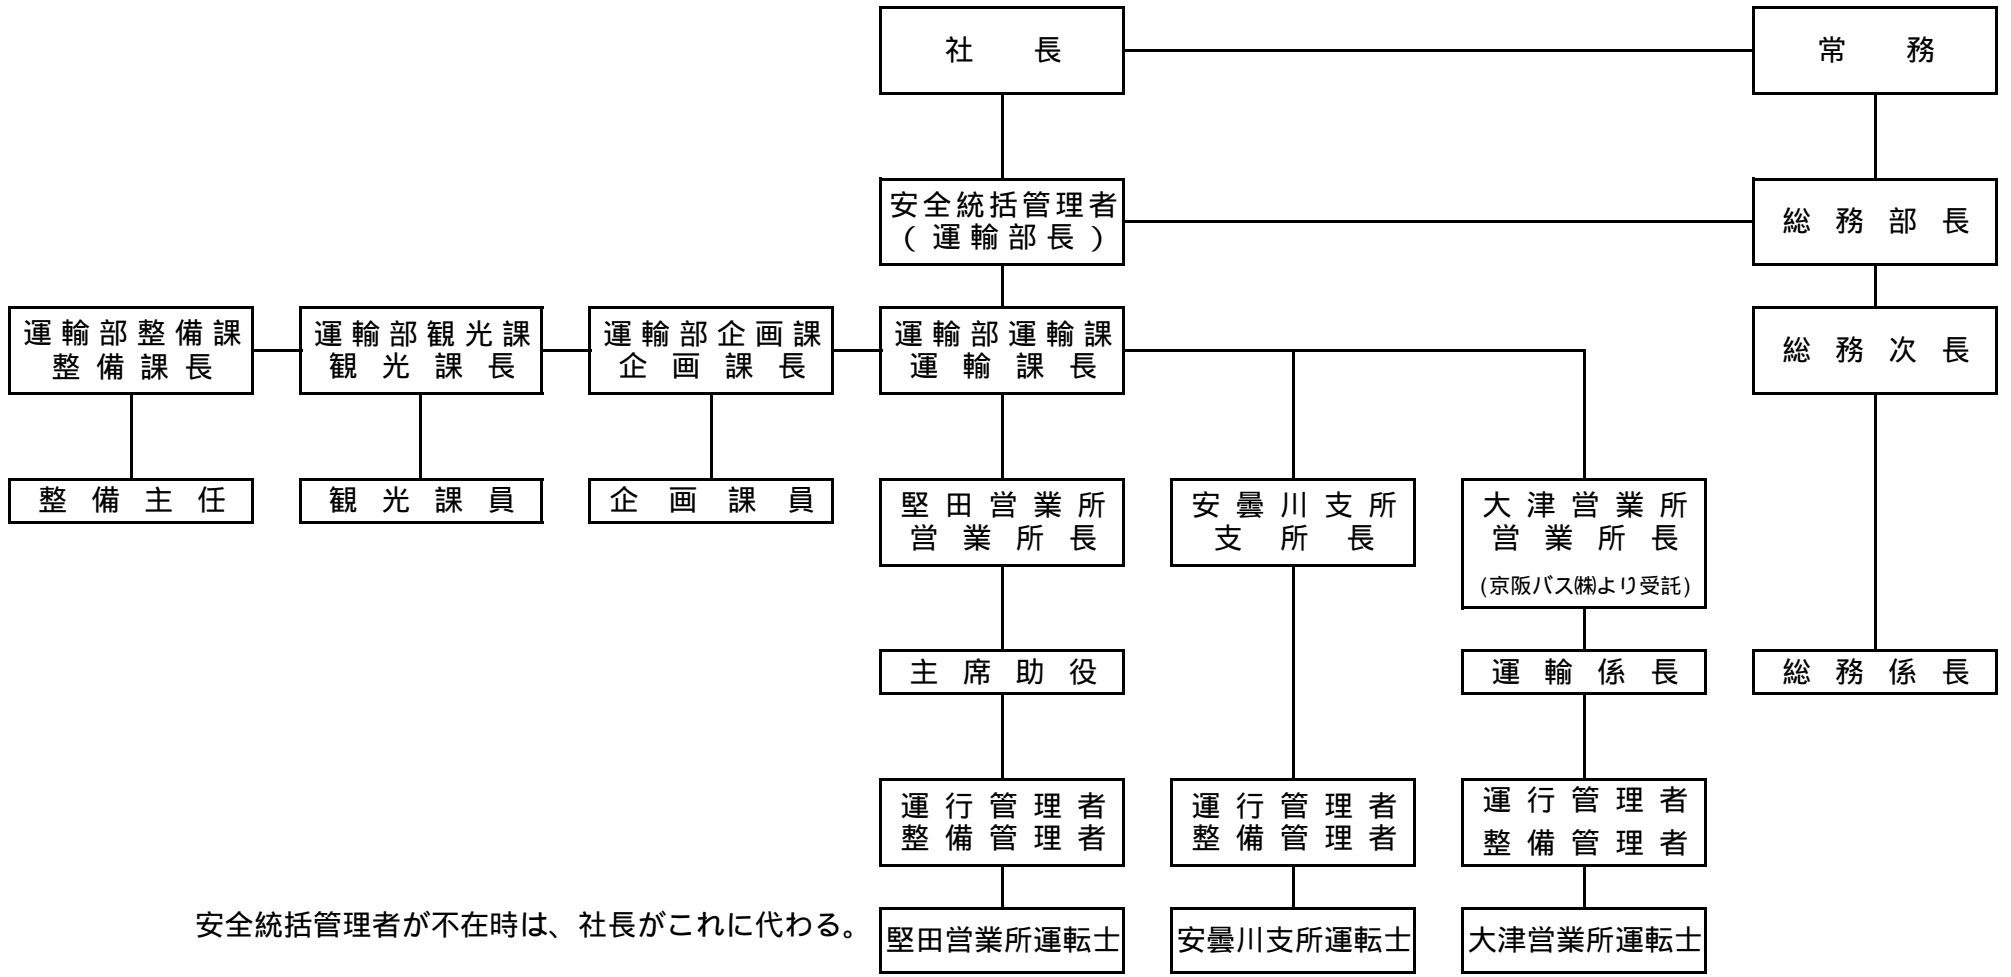 社長
常務
安全統括管理者
(運輸部長)
総務部長
運輸部整備課
整備課長
運輸部観光課
観光課長
運輸部企画課
企画課長
運輸部運輸課
運輸課長
総務次長
整備主任
観光課員
企画課員
堅田営業所
営業所長
安曇川支所
支所長
大津営業所
営業所長
(京阪バス㈱より受託)
主席助役
運輸係長
総務係長
運行管理者
整備管理者
運行管理者
整備管理者
運行管理者
整備管理者
安全統括管理者が不在時は、社長がこれに代わる。
堅田営業所運転士
安曇川支所運転士
大津営業所運転士